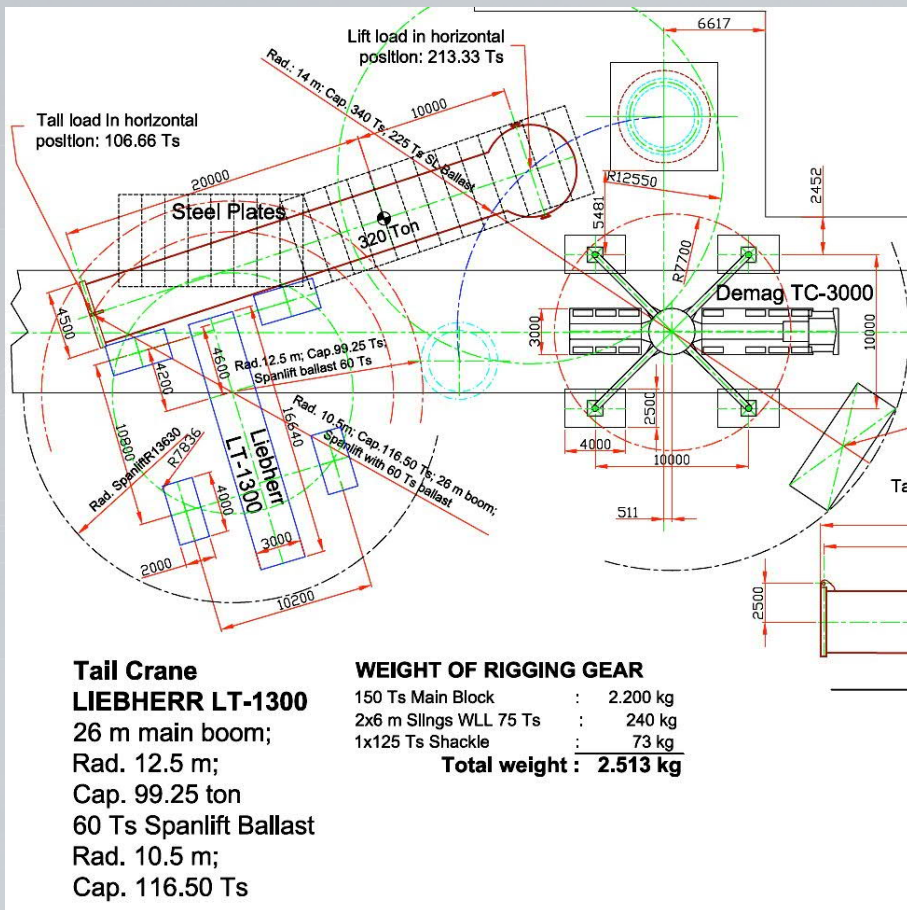 Lift load in horizontal
position: 213.33 Ts
6617
Rad.: 14 m; Cap. 340 Ts; 225 Ts SL-Ballast
10000
Tail load in horizontal
position: 106.66 Ts
20000
Steel Plates
320 Ton
R12550
5481
2452
R7700
Demag TC-3000
3000
10000
4500
4600
4200
Rad.12.5 m; Cap.99.25 Ts;
Spanlift ballast 60 Ts
Rad. 10.5m; Cap.116.50 Ts; 26 m boom;
Spanlift with 60 Ts ballast
16640
Liebherr
LT-1300
10800
Rad. SpanliftR13630
R7836
4000
3000
2000
10200
2500
4000
10000
511
Ta
2500
Tail Crane
LIEBHERR LT-1300
26 m main boom;
Rad. 12.5 m;
Cap. 99.25 ton
60 Ts Spanlift Ballast
Rad. 10.5 m;
Cap. 116.50 Ts
WEIGHT OF RIGGING GEAR
150 Ts Main Block : 2.200 kg
2x6 m Slings WLL 75 Ts : 240 kg
1x125 Ts Shackle : 73 kg
Total weight : 2.513 kg